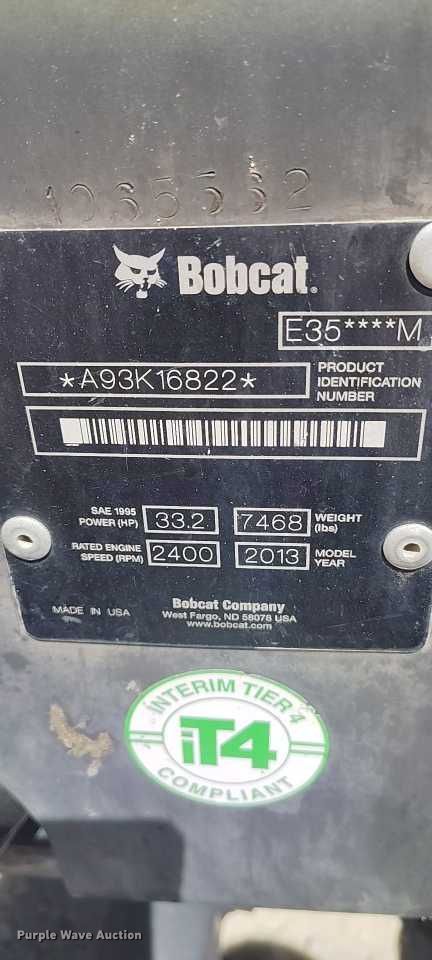 1035532
Bobcat.
E35****M
*A93K16822*
PRODUCT
IDENTIFICATION
NUMBER
SAE 1995
POWER (HP)
33.2
7468
WEIGHT
(lbs)
RATED ENGINE
SPEED (RPM)
2400
2013
MODEL
YEAR
MADE IN USA
Bobcat Company
West Fargo, ND 58078 USA
www.bobcat.com
INTERIM TIER 4
iT4
COMPLIANT
Purple Wave Auction